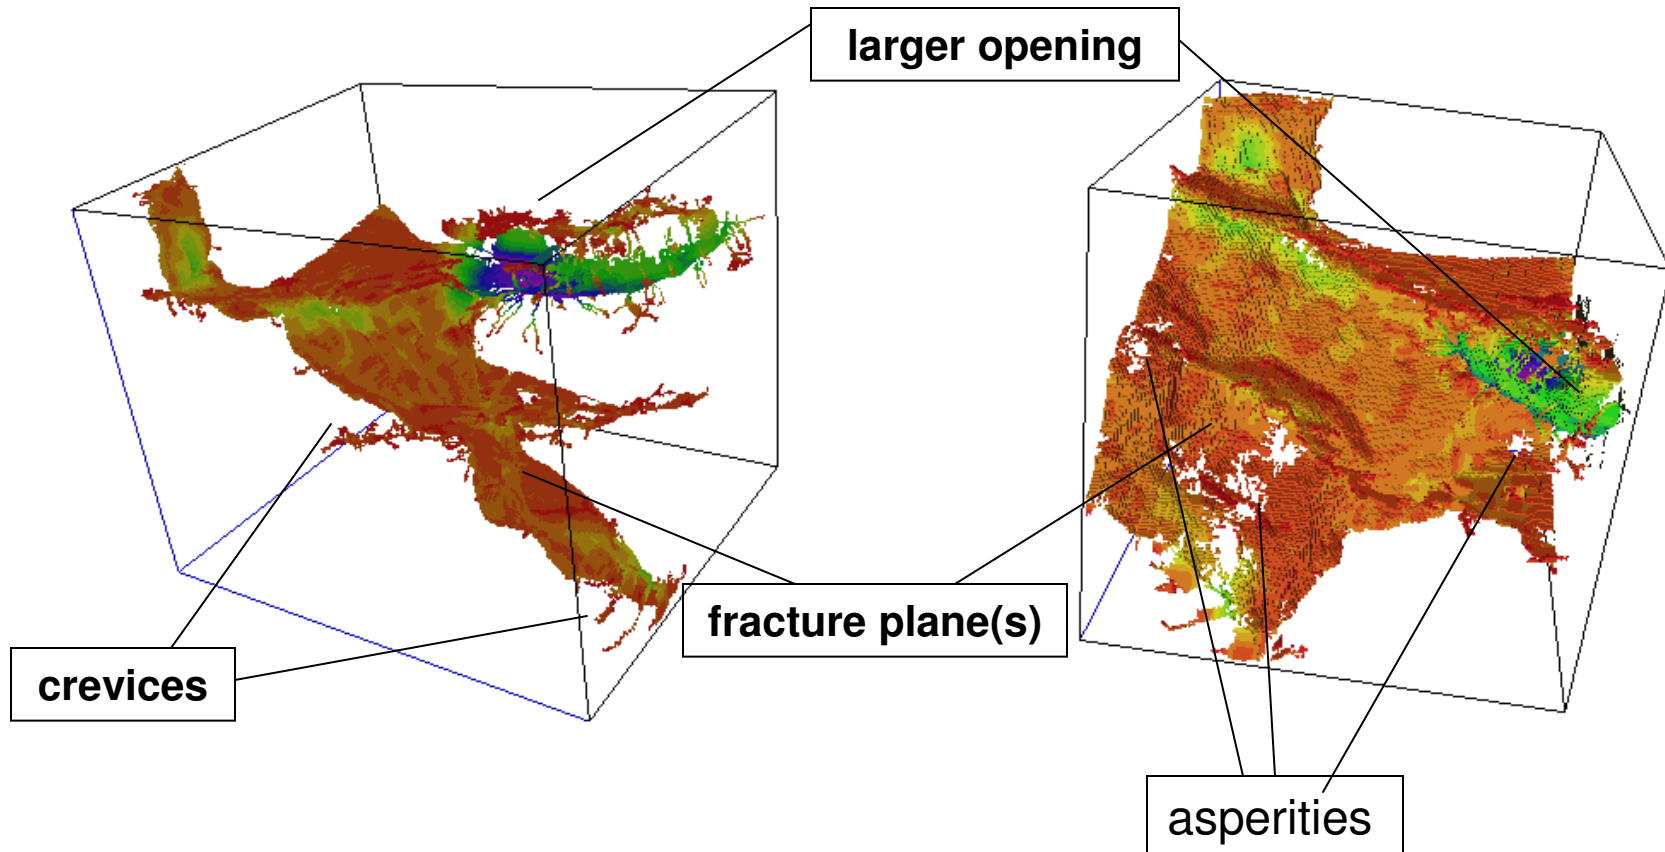 larger opening
fracture plane(s)
crevices
asperities